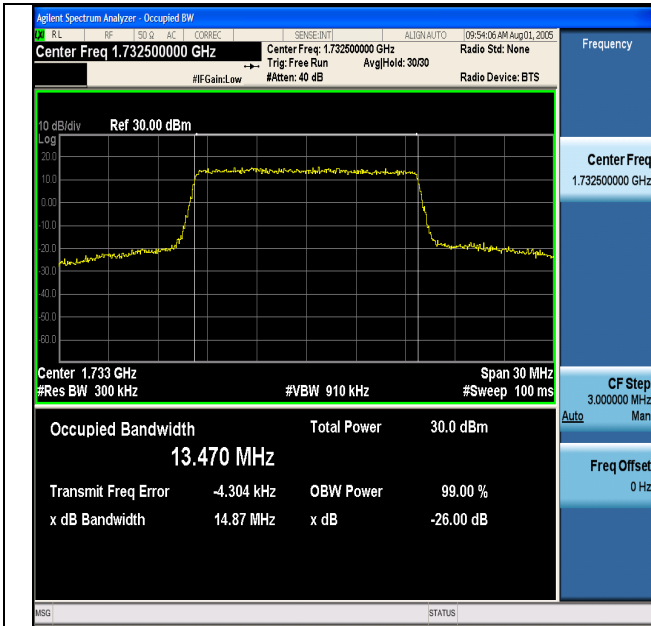 Agilent Spectrum Analyzer - Occupied BW
LXI RL RF 50 Ω AC CORREC SENSE:INT ALIGN AUTO 09:54:06 AM Aug 01, 2005
Center Freq 1.732500000 GHz
Center Freq: 1.732500000 GHz
Radio Std: None
Trig: Free Run Avg|Hold: 30/30
#IFGain:Low #Atten: 40 dB Radio Device: BTS
10 dB/div Ref 30.00 dBm
Log
20.0
10.0
0.00
-10.0
-20.0
-30.0
-40.0
-50.0
-60.0
Center 1.733 GHz Span 30 MHz
#Res BW 300 kHz #VBW 910 kHz #Sweep 100 ms
Occupied Bandwidth Total Power 30.0 dBm
13.470 MHz
Transmit Freq Error -4.304 kHz OBW Power 99.00 %
x dB Bandwidth 14.87 MHz x dB -26.00 dB
MSG STATUS
Frequency
Center Freq
1.732500000 GHz
CF Step
3.000000 MHz
Auto Man
Freq Offset
0 Hz